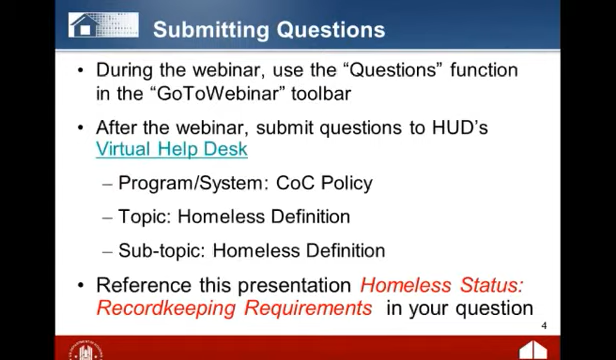 Submitting Questions
• During the webinar, use the “Questions” function
in the “GoToWebinar” toolbar
• After the webinar, submit questions to HUD’s
Virtual Help Desk
– Program/System: CoC Policy
– Topic: Homeless Definition
– Sub-topic: Homeless Definition
• Reference this presentation Homeless Status:
Recordkeeping Requirements in your question
4